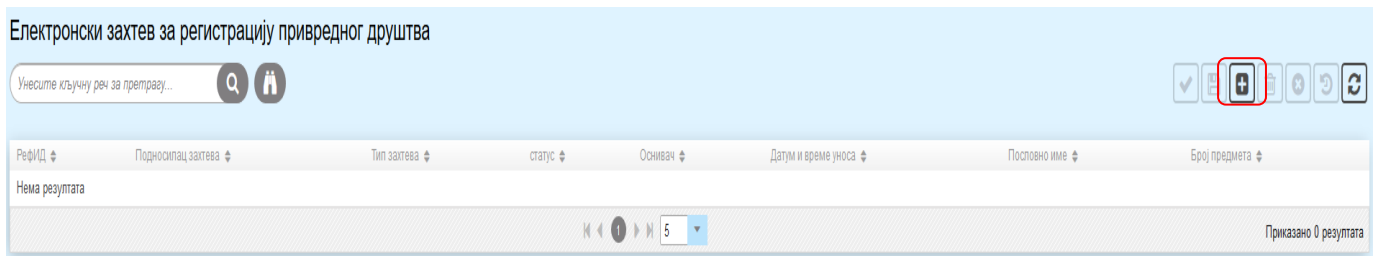 Електронски захтев за регистрацију привредног друштва
Унесите кључну реч за претрагу...
РефИД Подносилац захтева Тип захтева статус Оснивач Датум и време уноса Пословно име Број предмета
Нема резултата
1 5 Приказано 0 резултата